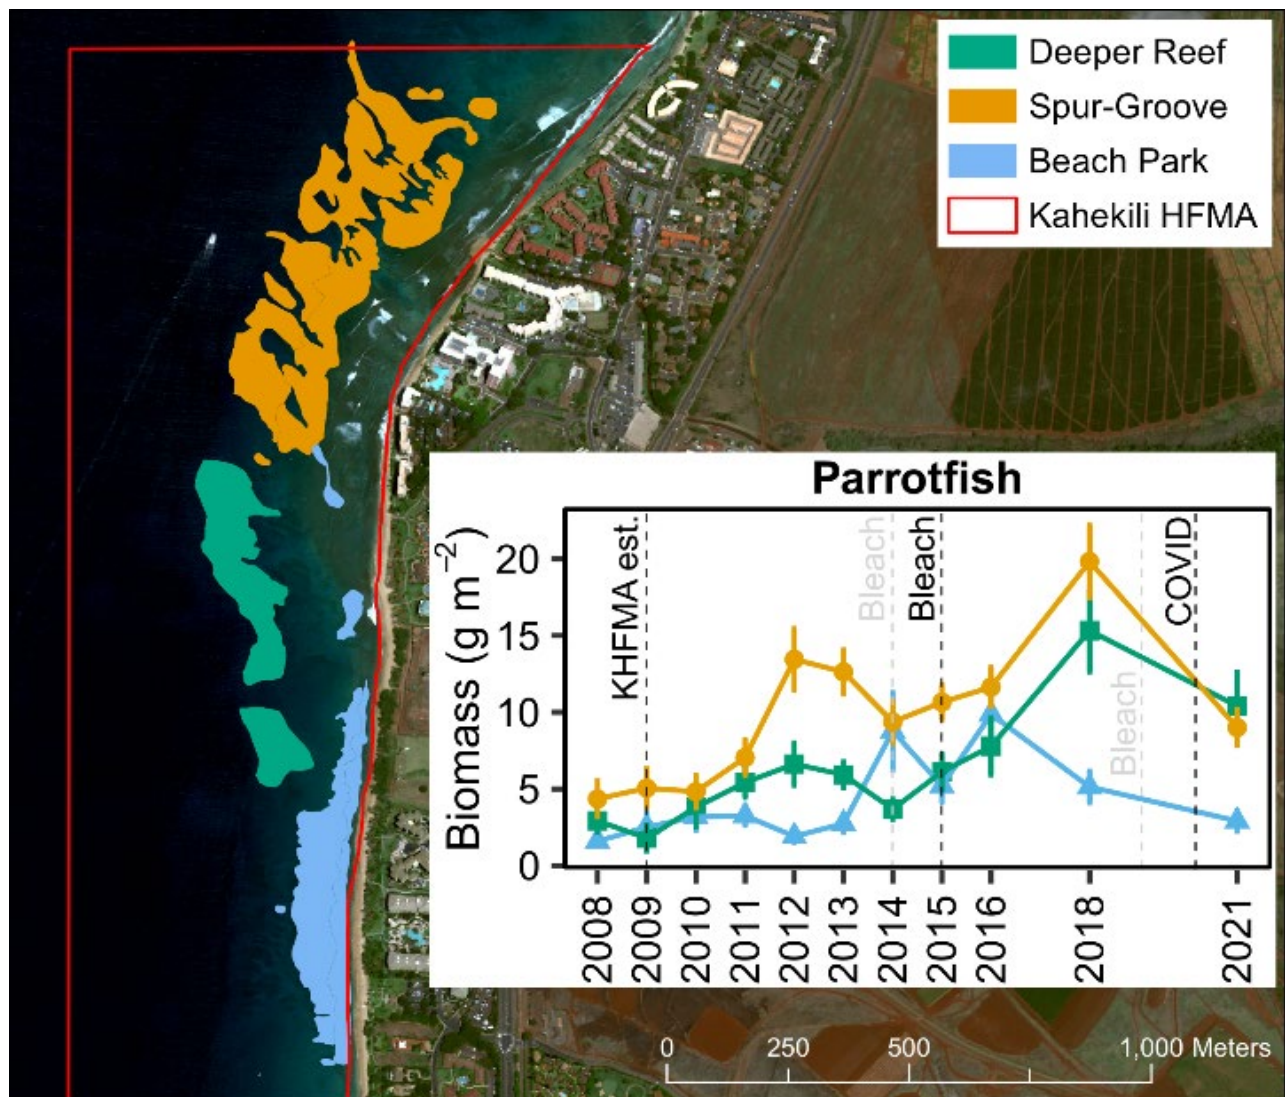 Deeper Reef
Spur-Groove
Beach Park
Kahekili HFMA
Parrotfish
Biomass (g m⁻²)
20
15
10
5
0
KHFMA est.
Bleach
Bleach
Bleach
COVID
2008
2009
2010
2011
2012
2013
2014
2015
2016
2018
2021
0 250 500 1,000 Meters